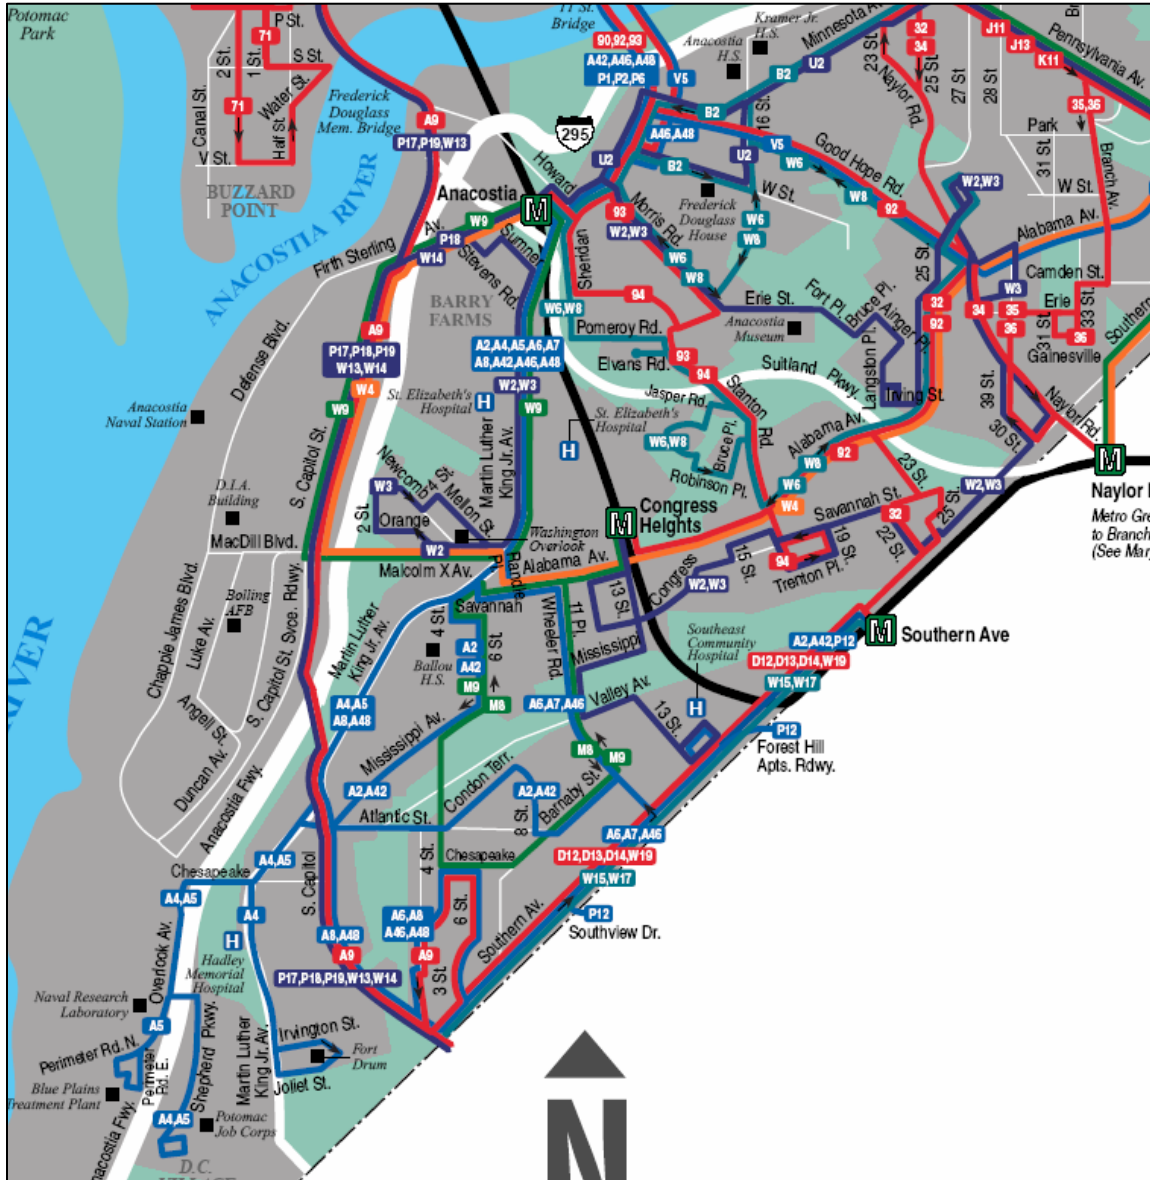 Potomac
Park
P St.
71
2 St.
1 St.
S St.
Water St.
Canal St.
71
Half St.
V St.
BUZZARD
POINT
Frederick
Douglass
Mem. Bridge
A9
P17,P19,W13
ANACOSTIA RIVER
11 St.
Bridge
90,92,93
A42,A46,A48
P1,P2,P6
V5
Kramer Jr.
H.S.
Anacostia
H.S.
Minnesota
B2
U2
B2
16 St.
295
A46,A48
U2
B2
U2
V5
W6
W8
Good Hope Rd.
92
W St.
Frederick
Douglass
House
W6
W8
23 St.
Naylor Rd.
32
34
25 St.
27 St
28 St.
J11
J13
K11
Pennsylvania Av.
35,36
Park
31 St.
Branch Av.
W St.
W2,W3
Alabama Av.
Camden St.
W3
25 St.
Erie
35
36
31 St.
33 St.
36
Gainesville
Southern
34
32
92
Howard
Anacostia
M
W9
Av.
P18
W14
Firth Sterling
Sumner
Stevens Rd.
BARRY
FARMS
Sheridan
93
W2,W3
Morris Rd.
W6
W8
Erie St.
Fort Pl.
Bruce Pl.
Ainger Pl.
Langston Pl.
Irving St.
Anacostia
Museum
94
W6,W8
Pomeroy Rd.
Elvans Rd.
93
94
Suitland
Pkwy.
Jasper Rd.
Stanton
Rd.
W6,W8
Bruce Pl.
Robinson Pl.
A2,A4,A5,A6,A7
A8,A42,A46,A48
W2,W3
W9
St. Elizabeth's
Hospital
H
St. Elizabeth's
Hospital
H
Martin Luther
King Jr. Av.
Defense Blvd.
A9
P17,P18,P19
W13,W14
W4
W9
S. Capitol St.
Anacostia
Naval Station
D.I.A.
Building
MacDill Blvd.
Bolling
AFB
Newcomb
4 St.
Mellon St.
W3
2 St.
Orange
W2
Malcolm X Av.
Washington
Overlook
Randle
Pl.
Congress
Heights
M
Alabama Av.
Alabama Av.
W8
92
W6
W4
39 St.
30 St.
Naylor Rd.
M
Metro Gre
to Branch
(See Mar
23 St.
Savannah St.
W2,W3
32
25 St.
22 St.
19 St.
15 St.
94
Trenton Pl.
Congress
W2,W3
13 St.
Mississippi
Savannah
11 Pl.
Wheeler Rd.
Southeast
Community
Hospital
H
M
Southern Ave
A2,A42,P12
D12,D13,D14,W19
W15,W17
P12
Forest Hill
Apts. Rdwy.
Valley Av.
13 St.
4 St.
6 St.
A2
A42
M9
M8
Ballou
H.S.
Martin Luther
King Jr. Av.
A4,A5
A8,A48
A6,A7,A46
Mississippi Av.
M8
M9
A2,A42
A2,A42
Condon Terr.
Barnaby St.
Atlantic St.
8 St.
A6,A7,A46
D12,D13,D14,W19
W15,W17
Chesapeake
4 St.
Chappie James Blvd.
Luke Av.
S. Capitol St. Svce. Rdwy.
Angell St.
Duncan Av.
Anacostia Fwy.
RIVER
Chesapeake
A4,A5
A4,A5
A4
S. Capitol
Overlook Av.
H
Hadley
Memorial
Hospital
A8,A48
A9
P17,P18,P19,W13,W14
A6,A8
A46,A48
6 St.
A9
3 St.
Southern Av.
P12
Southview Dr.
Naval Research
Laboratory
A5
Perimeter Rd. N.
Perimeter
Rd. E.
Shepherd Pkwy.
Martin Luther
King Jr. Av.
Irvington St.
Fort
Drum
Joliet St.
Blue Plains
Treatment Plant
A4,A5
Potomac
Job Corps
D.C.
N